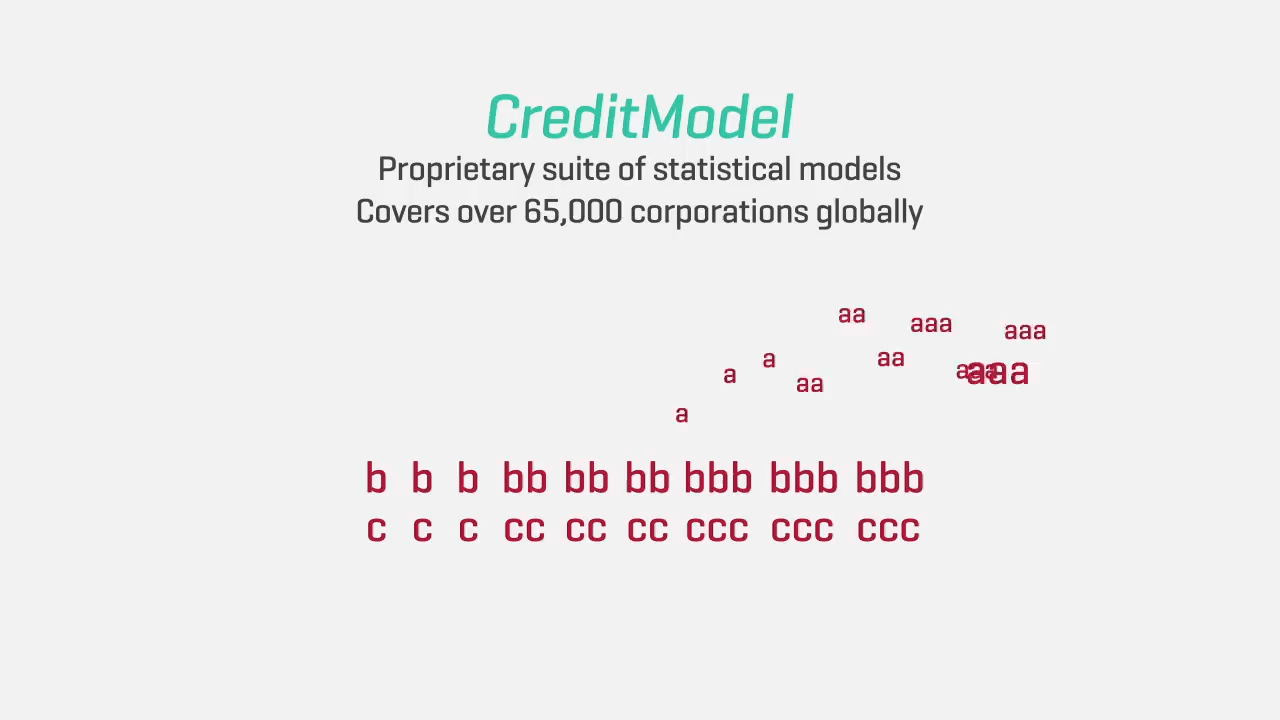 CreditModel
Proprietary suite of statistical models
Covers over 65,000 corporations globally
aa aaa aaa
a a aa aa aaa aaa
a
b b b bb bb bb bbb bbb bbb
c c c cc cc cc ccc ccc ccc